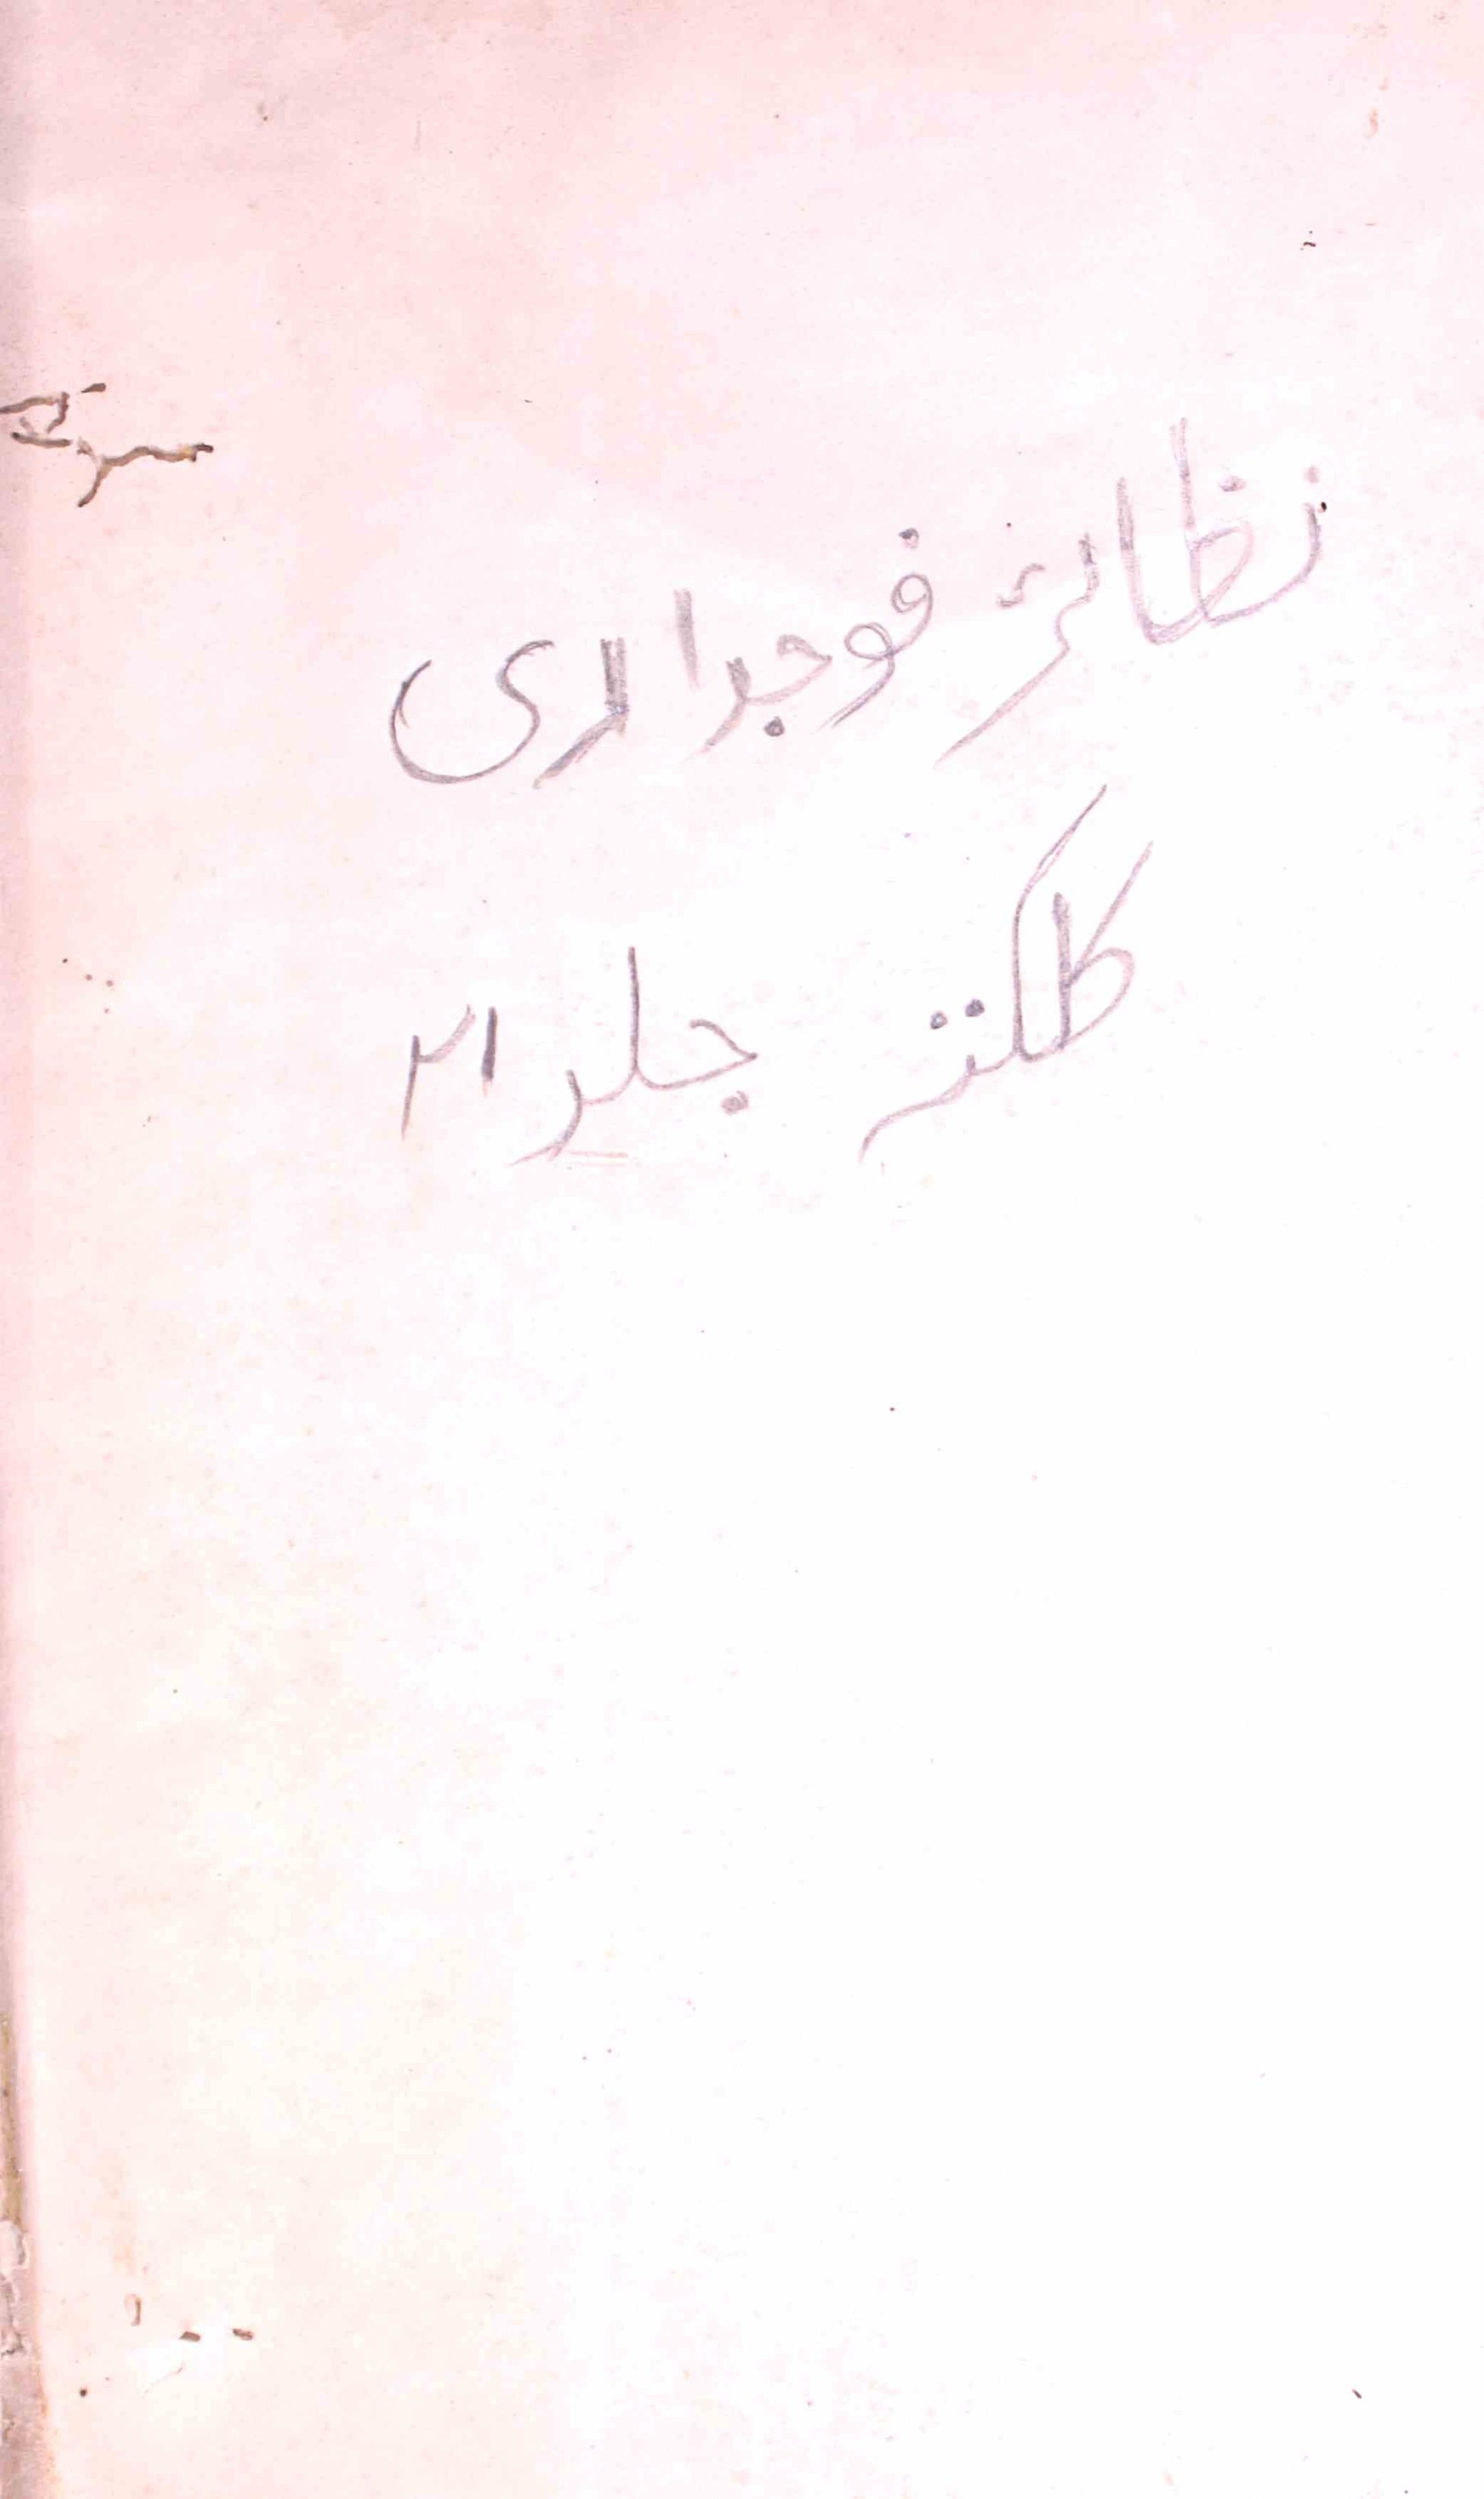 نظائر فوجداری
کلکتہ جلد ۲۱